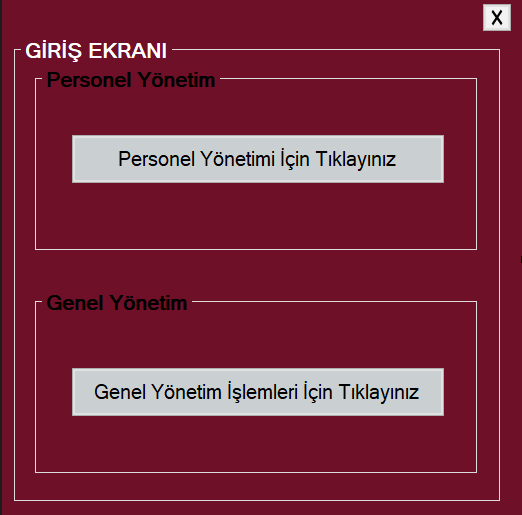 X
GİRİŞ EKRANI
Personel Yönetim
Personel Yönetimi İçin Tıklayınız
Genel Yönetim
Genel Yönetim İşlemleri İçin Tıklayınız